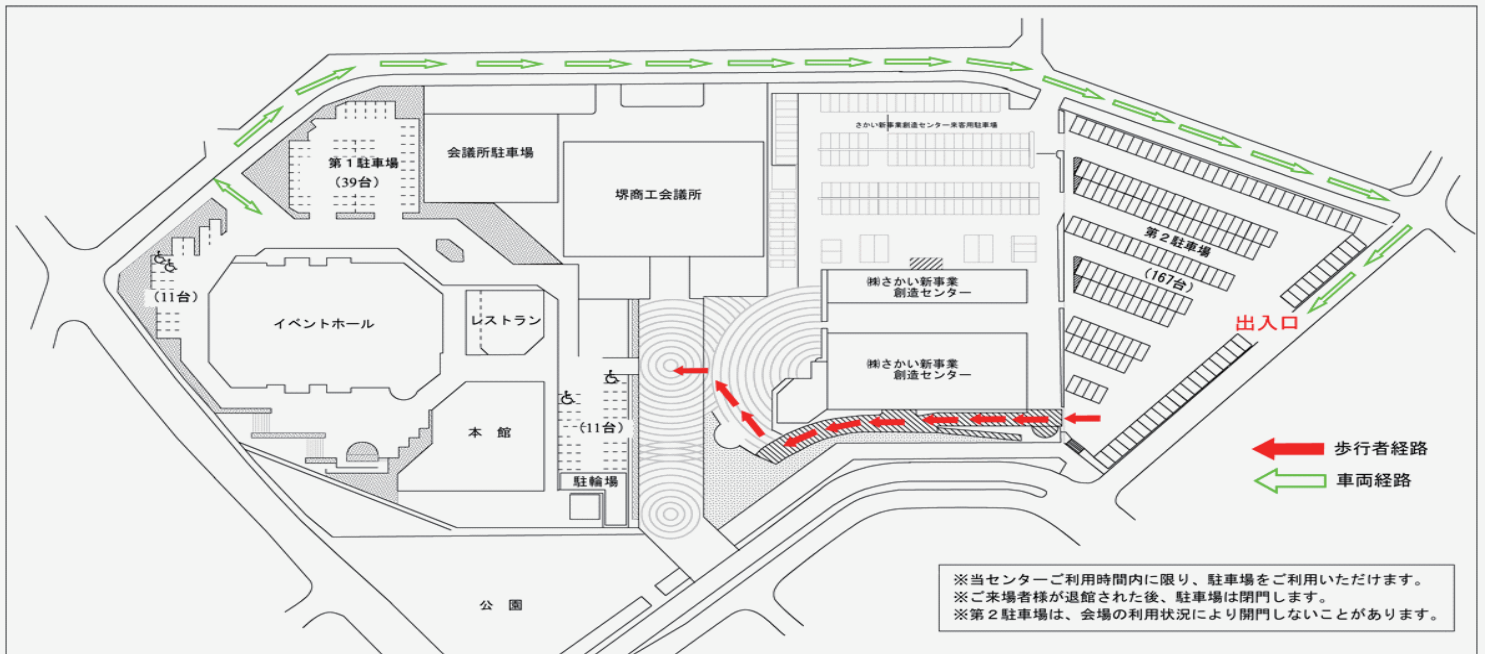 さかい新事業創造センター来客用駐車場
第1駐車場
(39台)
会議所駐車場
堺商工会議所
第2駐車場
(167台)
(11台)
イベントホール
レストラン
㈱さかい新事業
創造センター
㈱さかい新事業
創造センター
出入口
本 館
(11台)
駐輪場
公 園
歩行者経路
車両経路
※当センターご利用時間内に限り、駐車場をご利用いただけます。
※ご来場者様が退館された後、駐車場は閉門します。
※第2駐車場は、会場の利用状況により開門しないことがあります。